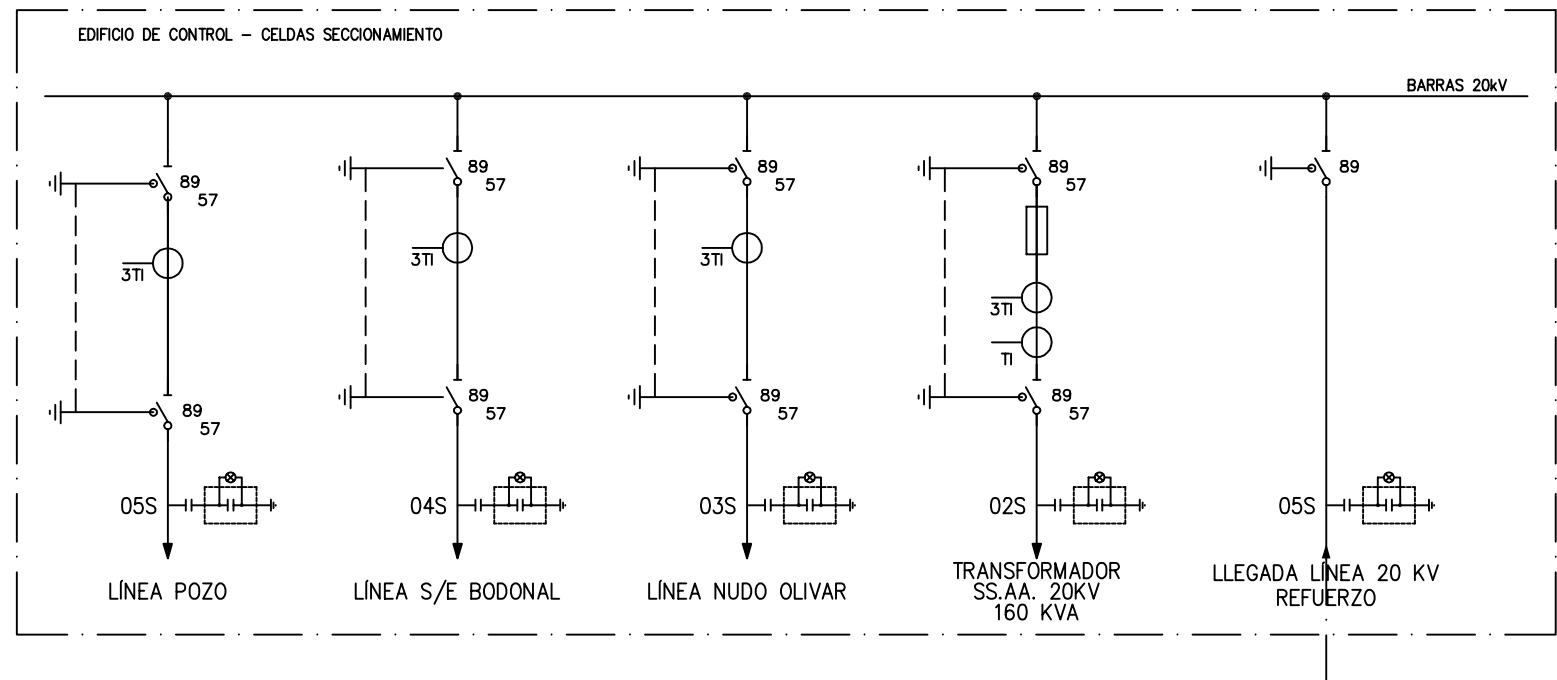 EDIFICIO DE CONTROL – CELDAS SECCIONAMIENTO
BARRAS 20kV
89
57
89
57
89
57
89
57
89
3TI
3TI
3TI
3TI
TI
89
57
89
57
89
57
89
57
05S
04S
03S
02S
05S
LÍNEA POZO
LÍNEA S/E BODONAL
LÍNEA NUDO OLIVAR
TRANSFORMADOR
SS.AA. 20KV
160 KVA
LLEGADA LÍNEA 20 KV
REFUERZO